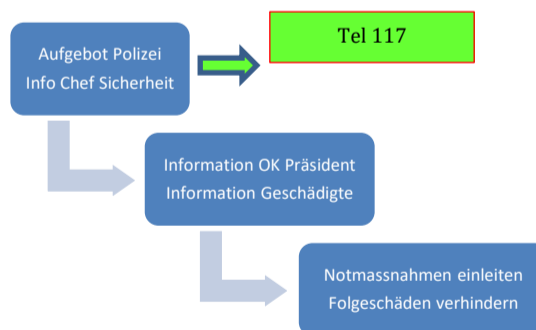 Aufgebot Polizei
Info Chef Sicherheit
Tel 117
Information OK Präsident
Information Geschädigte
Notmassnahmen einleiten
Folgeschäden verhindern